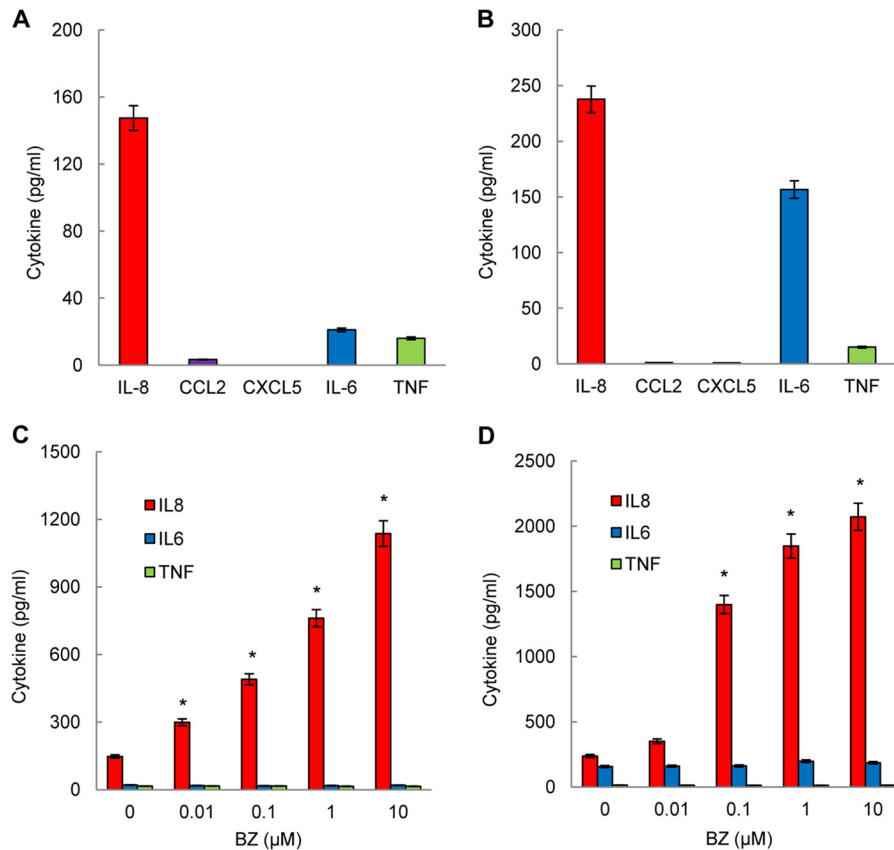 A
Cytokine (pg/ml)
200
160
120
80
40
0
IL-8 CCL2 CXCL5 IL-6 TNF
B
Cytokine (pg/ml)
300
250
200
150
100
50
0
IL-8 CCL2 CXCL5 IL-6 TNF
C
Cytokine (pg/ml)
1500
1200
900
600
300
0
IL8
IL6
TNF
*
*
*
*
0 0.01 0.1 1 10
BZ (µM)
D
Cytokine (pg/ml)
2500
2000
1500
1000
500
0
IL8
IL6
TNF
*
*
*
0 0.01 0.1 1 10
BZ (µM)